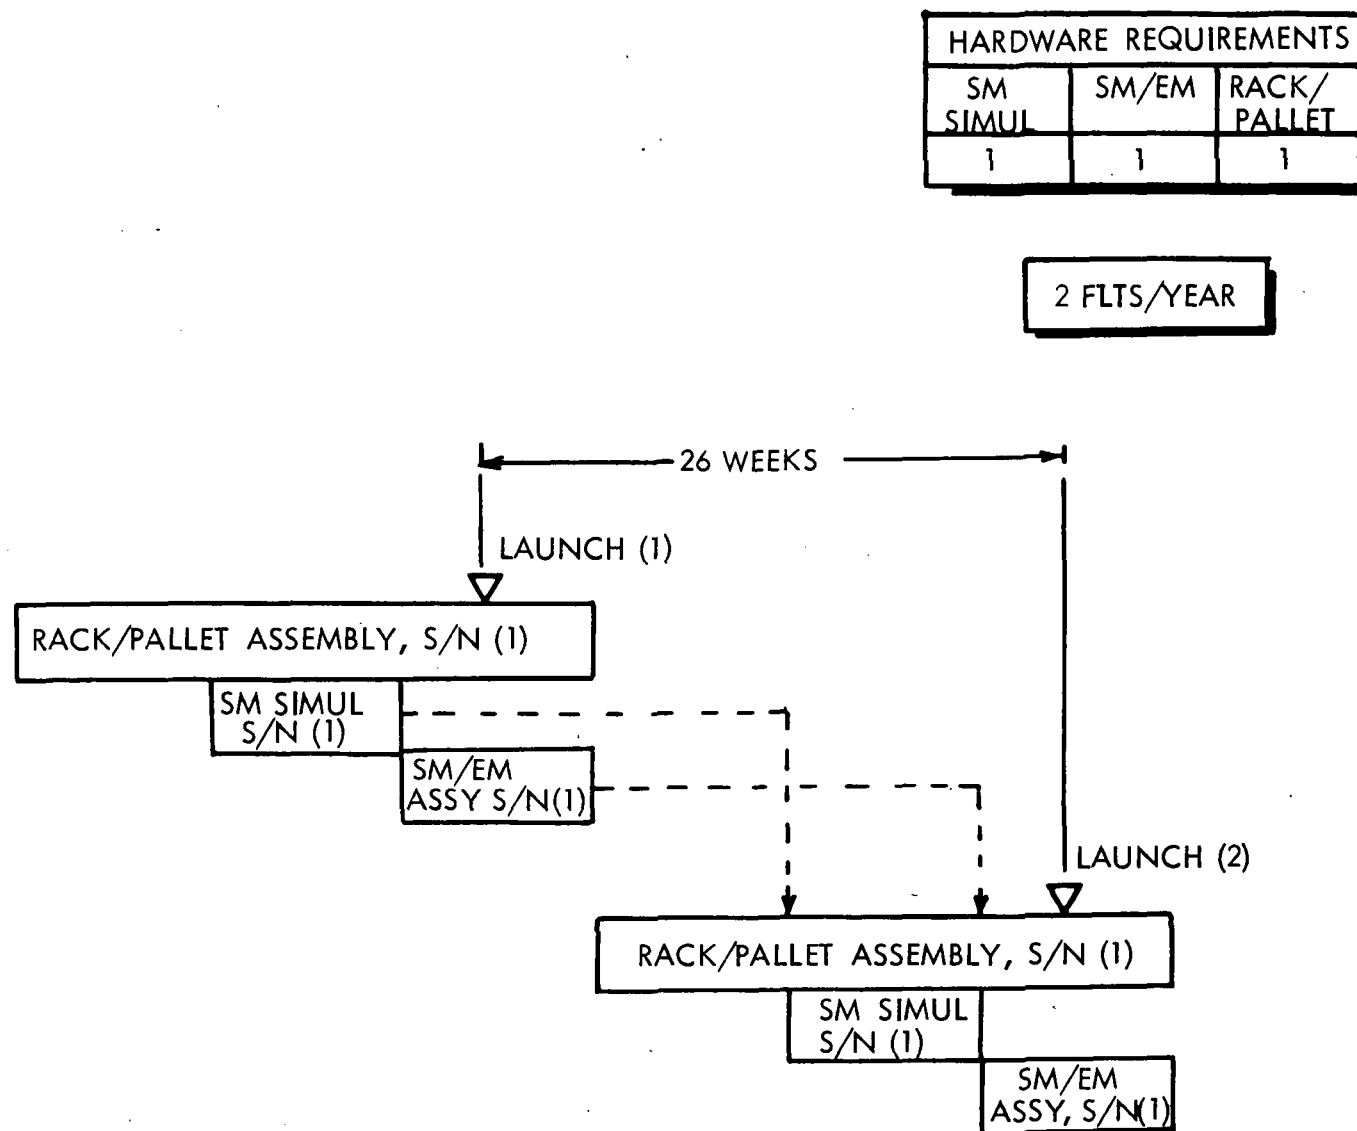 HARDWARE REQUIREMENTS
SM SIMUL
SM/EM
RACK/ PALLET
1
1
1
2 FLTS/YEAR
26 WEEKS
LAUNCH (1)
RACK/PALLET ASSEMBLY, S/N (1)
SM SIMUL
S/N (1)
SM/EM
ASSY S/N(1)
LAUNCH (2)
RACK/PALLET ASSEMBLY, S/N (1)
SM SIMUL
S/N (1)
SM/EM
ASSY, S/N(1)